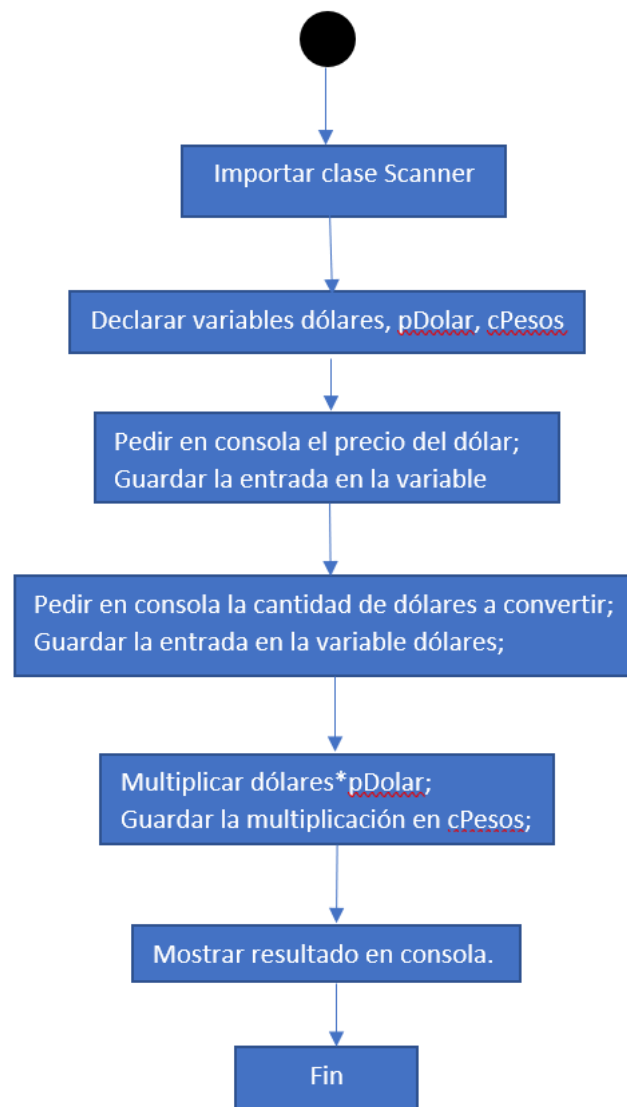 Importar clase Scanner
Declarar variables dólares, pDolar, cPesos
Pedir en consola el precio del dólar;
Guardar la entrada en la variable
Pedir en consola la cantidad de dólares a convertir;
Guardar la entrada en la variable dólares;
Multiplicar dólares*pDolar;
Guardar la multiplicación en cPesos;
Mostrar resultado en consola.
Fin